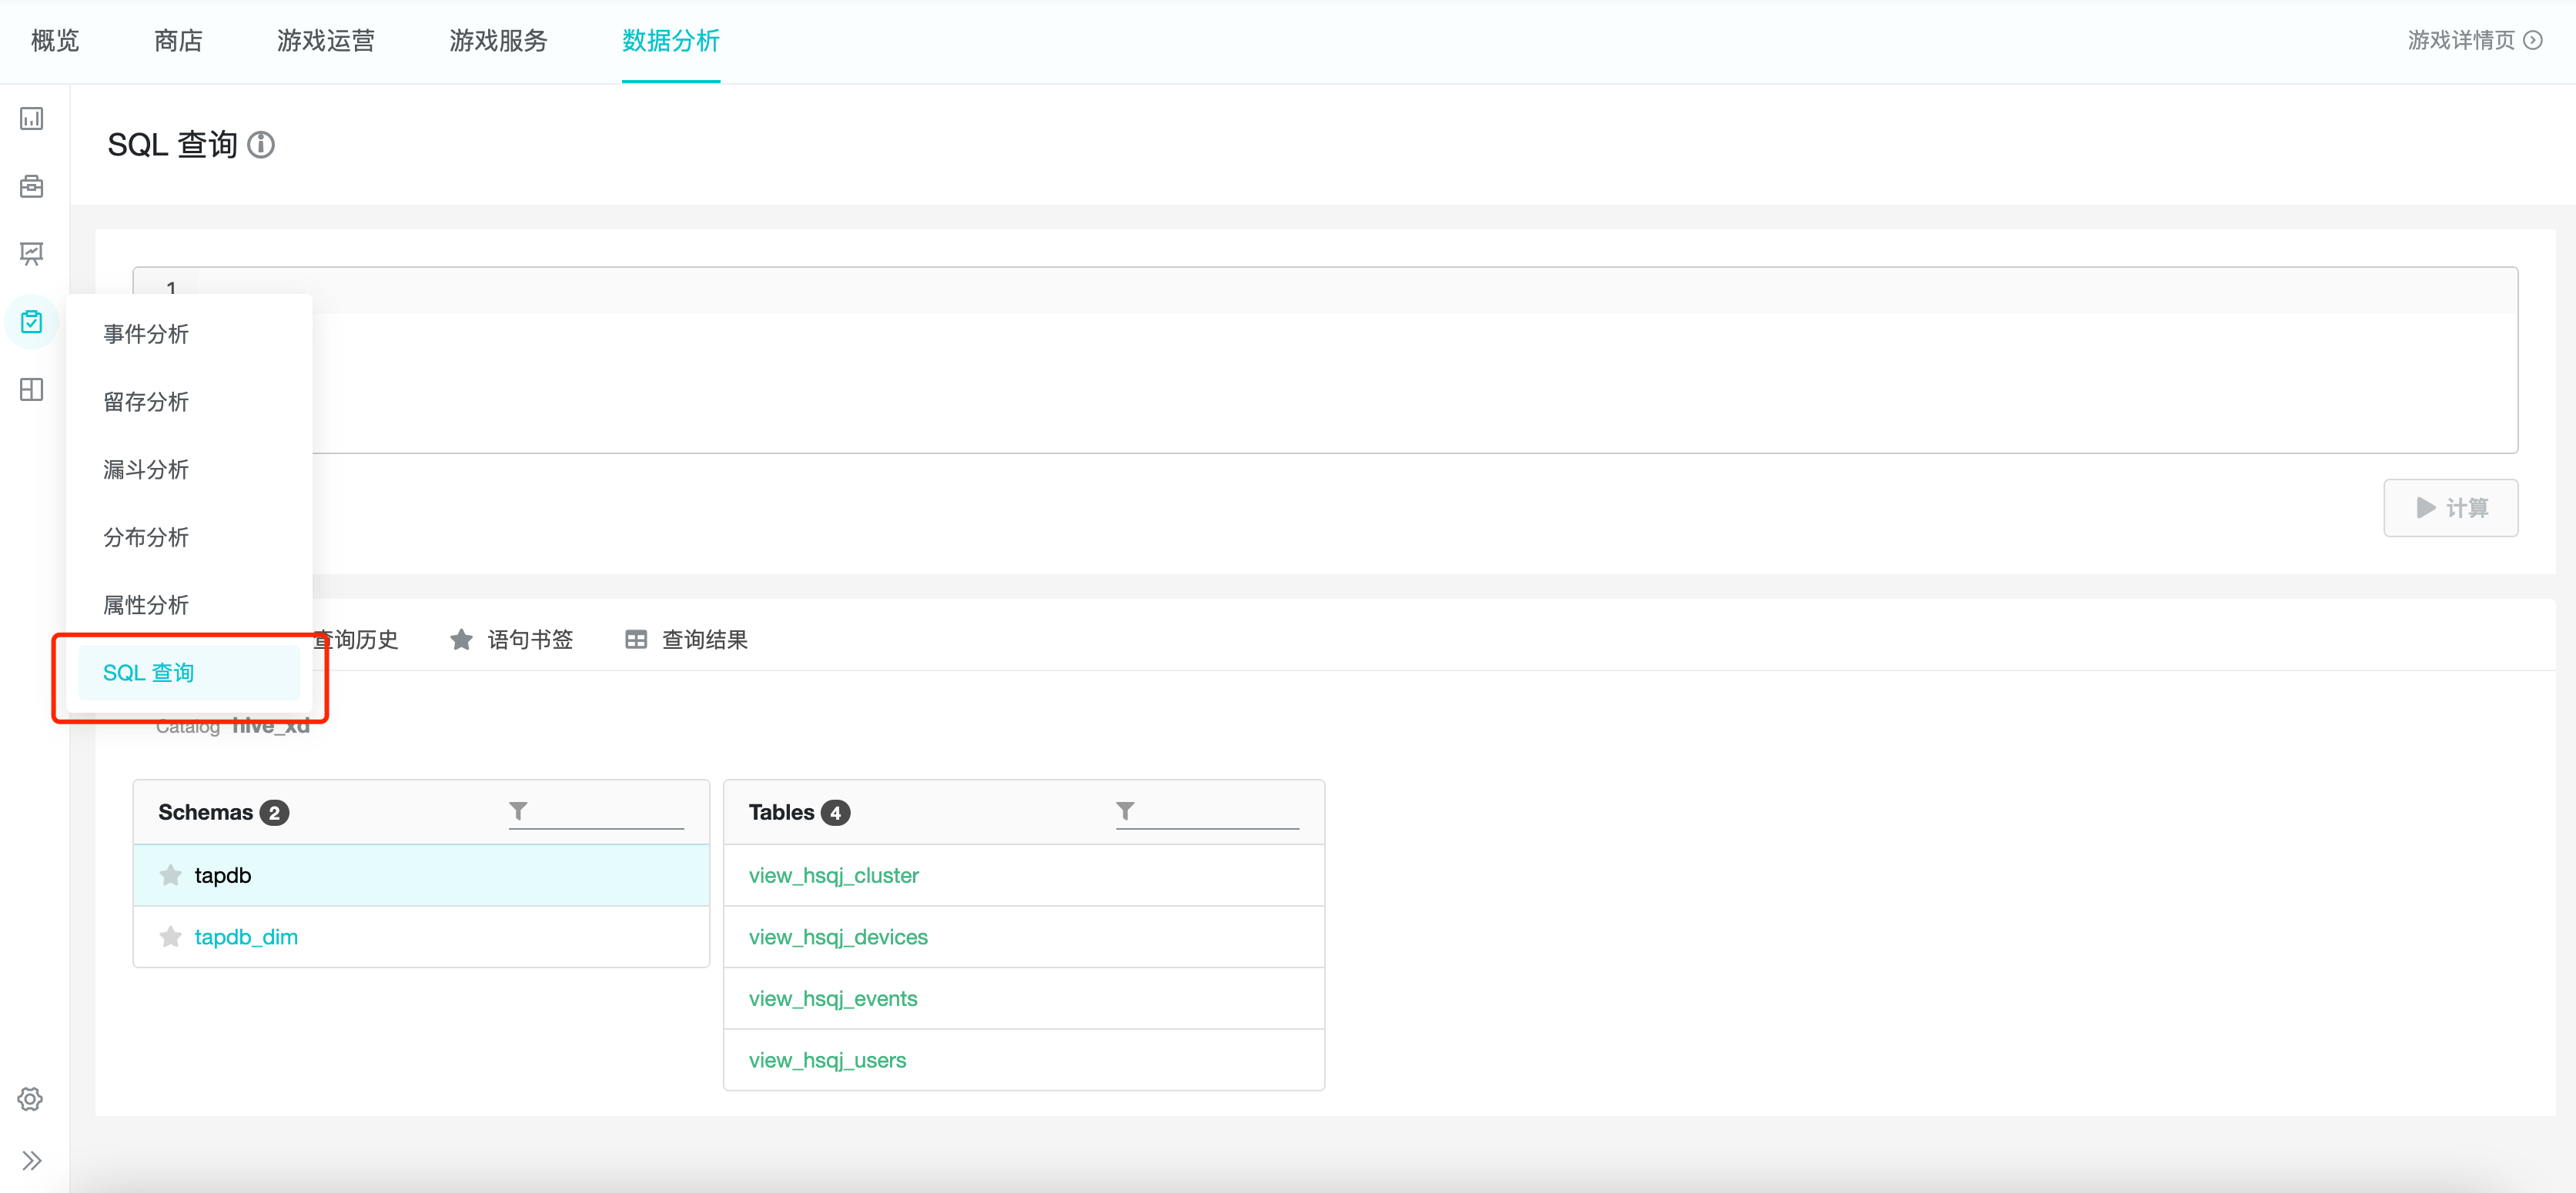 概览 商店 游戏运营 游戏服务 数据分析 游戏详情页
SQL 查询
1
事件分析
留存分析
漏斗分析
分布分析
属性分析
SQL 查询
计算
查询历史 语句书签 查询结果
Catalog hive_xd
Schemas 2
tapdb
tapdb_dim
Tables 4
view_hsqj_cluster
view_hsqj_devices
view_hsqj_events
view_hsqj_users